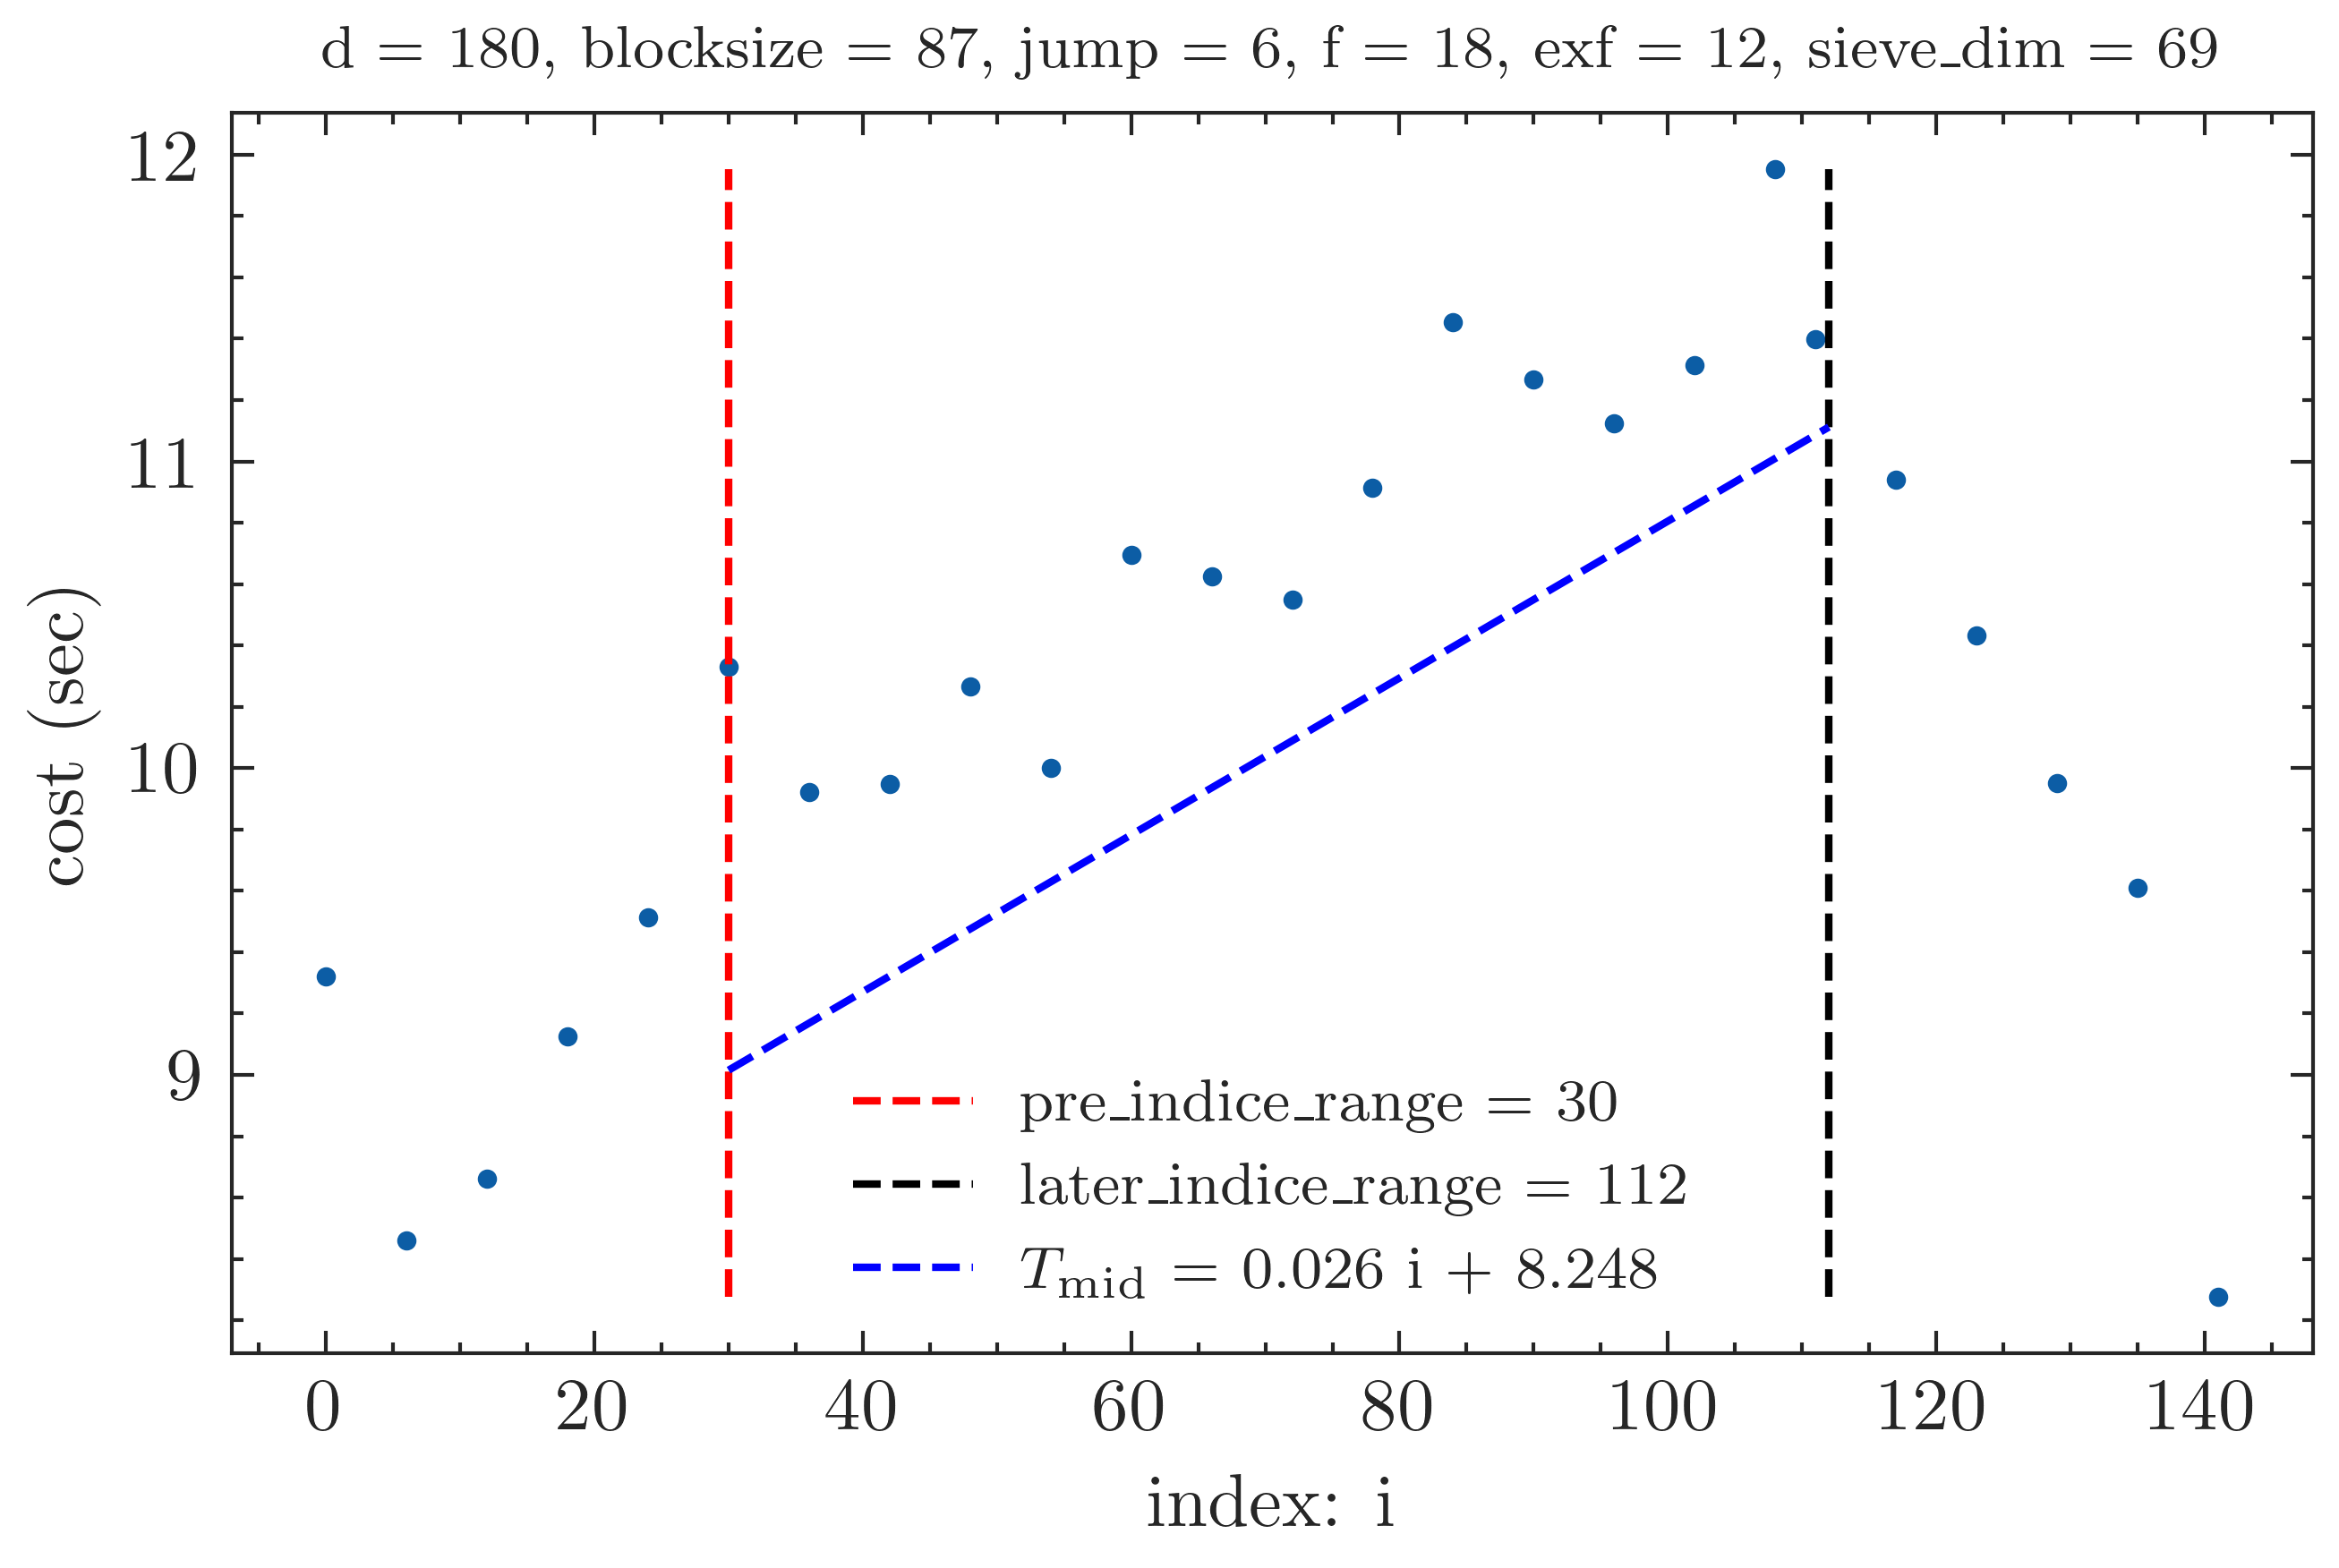 d = 180, blocksize = 87, jump = 6, f = 18, exf = 12, sieve_dim = 69
12
11
10
9
cost (sec)
pre_indice_range = 30
later_indice_range = 112
T_mid = 0.026 i + 8.248
0 20 40 60 80 100 120 140
index: i